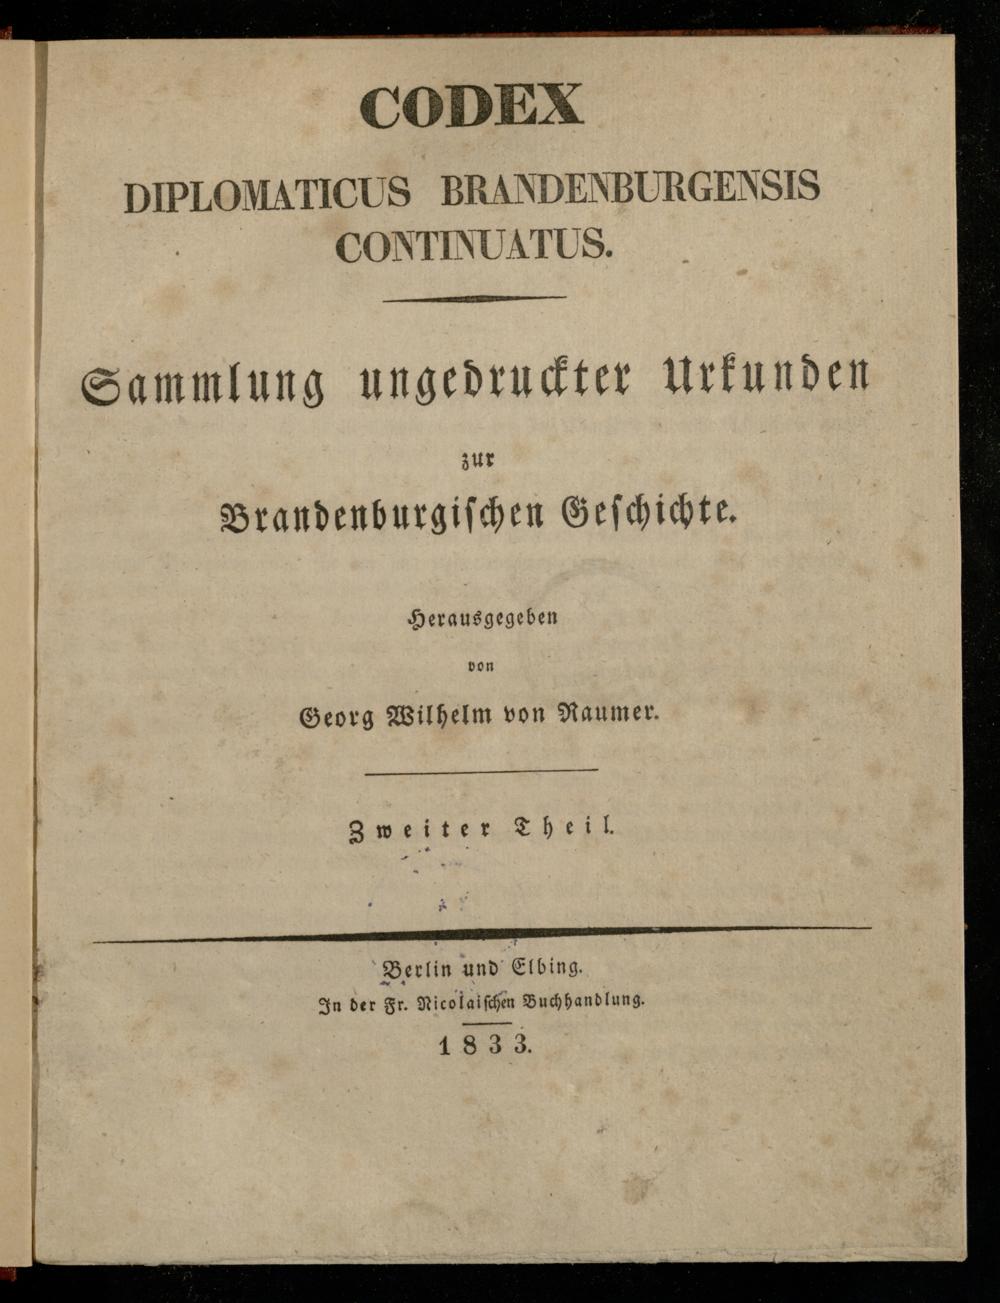 CODEX
DIPLOMATICUS BRANDENBURGENSIS
CONTINUATUS.
Sammlung ungedruckter Urkunden
zur
Brandenburgischen Geschichte.
Herausgegeben
von
Georg Wilhelm von Raumer.
Zweiter Theil.
Berlin und Elbing.
In der Fr. Nicolaischen Buchhandlung.
1833.